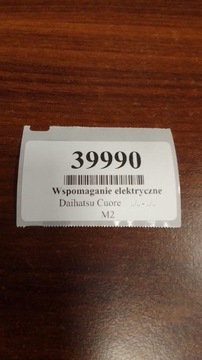 39990
Wspomaganie elektryczne
Daihatsu Cuore
M2